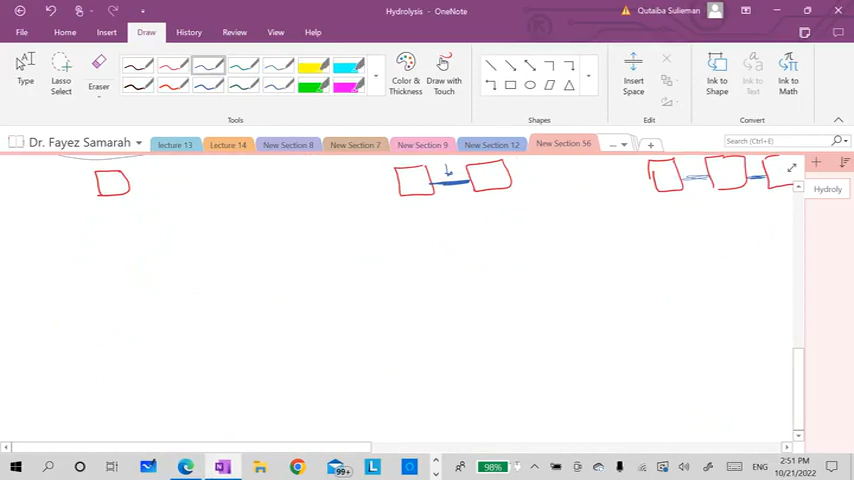 Hydrolysis - OneNote
Qutaiba Sulieman
File Home Insert Draw History Review View Help
Type
Lasso Select
Eraser
Color & Thickness
Draw with Touch
Insert Space
Ink to Shape
Ink to Text
Ink to Math
Tools Shapes Edit Convert
Dr. Fayez Samarah lecture 13 Lecture 14 New Section 8 New Section 7 New Section 9 New Section 12 New Section 56 Search (Ctrl+E)
Hydroly
99+ L 98% ENG 2:51 PM
10/21/2022